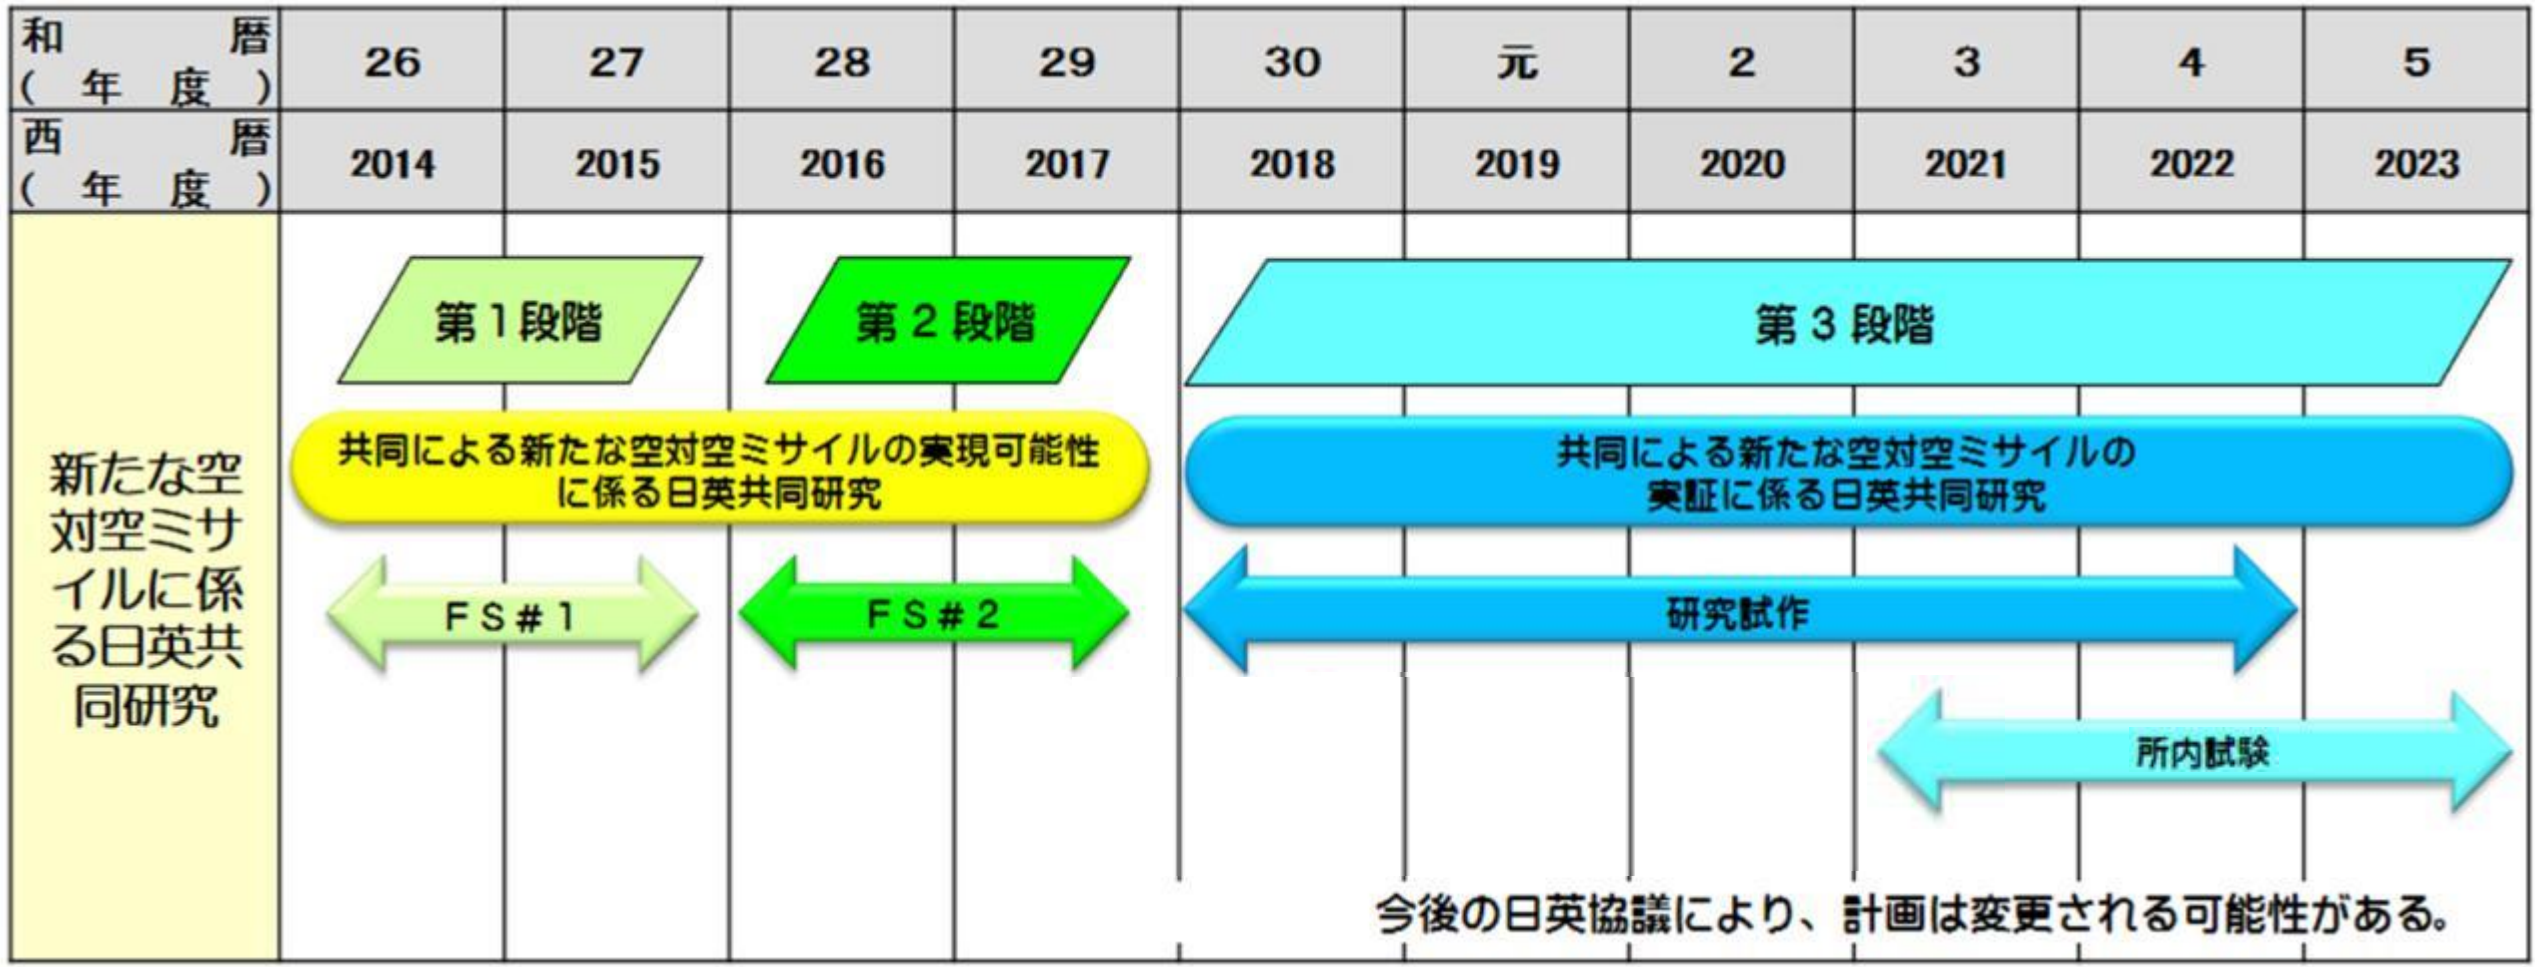 和暦 26 27 28 29 30 元 2 3 4 5
(年度)
西暦 2014 2015 2016 2017 2018 2019 2020 2021 2022 2023
(年度)
第1段階 第2段階 第3段階
共同による新たな空対空ミサイルの実現可能性
に係る日英共同研究
共同による新たな空対空ミサイルの
実証に係る日英共同研究
新たな空
対空ミサ
イルに係
る日英共
同研究
FS#1 FS#2 研究試作
所内試験
今後の日英協議により、計画は変更される可能性がある。